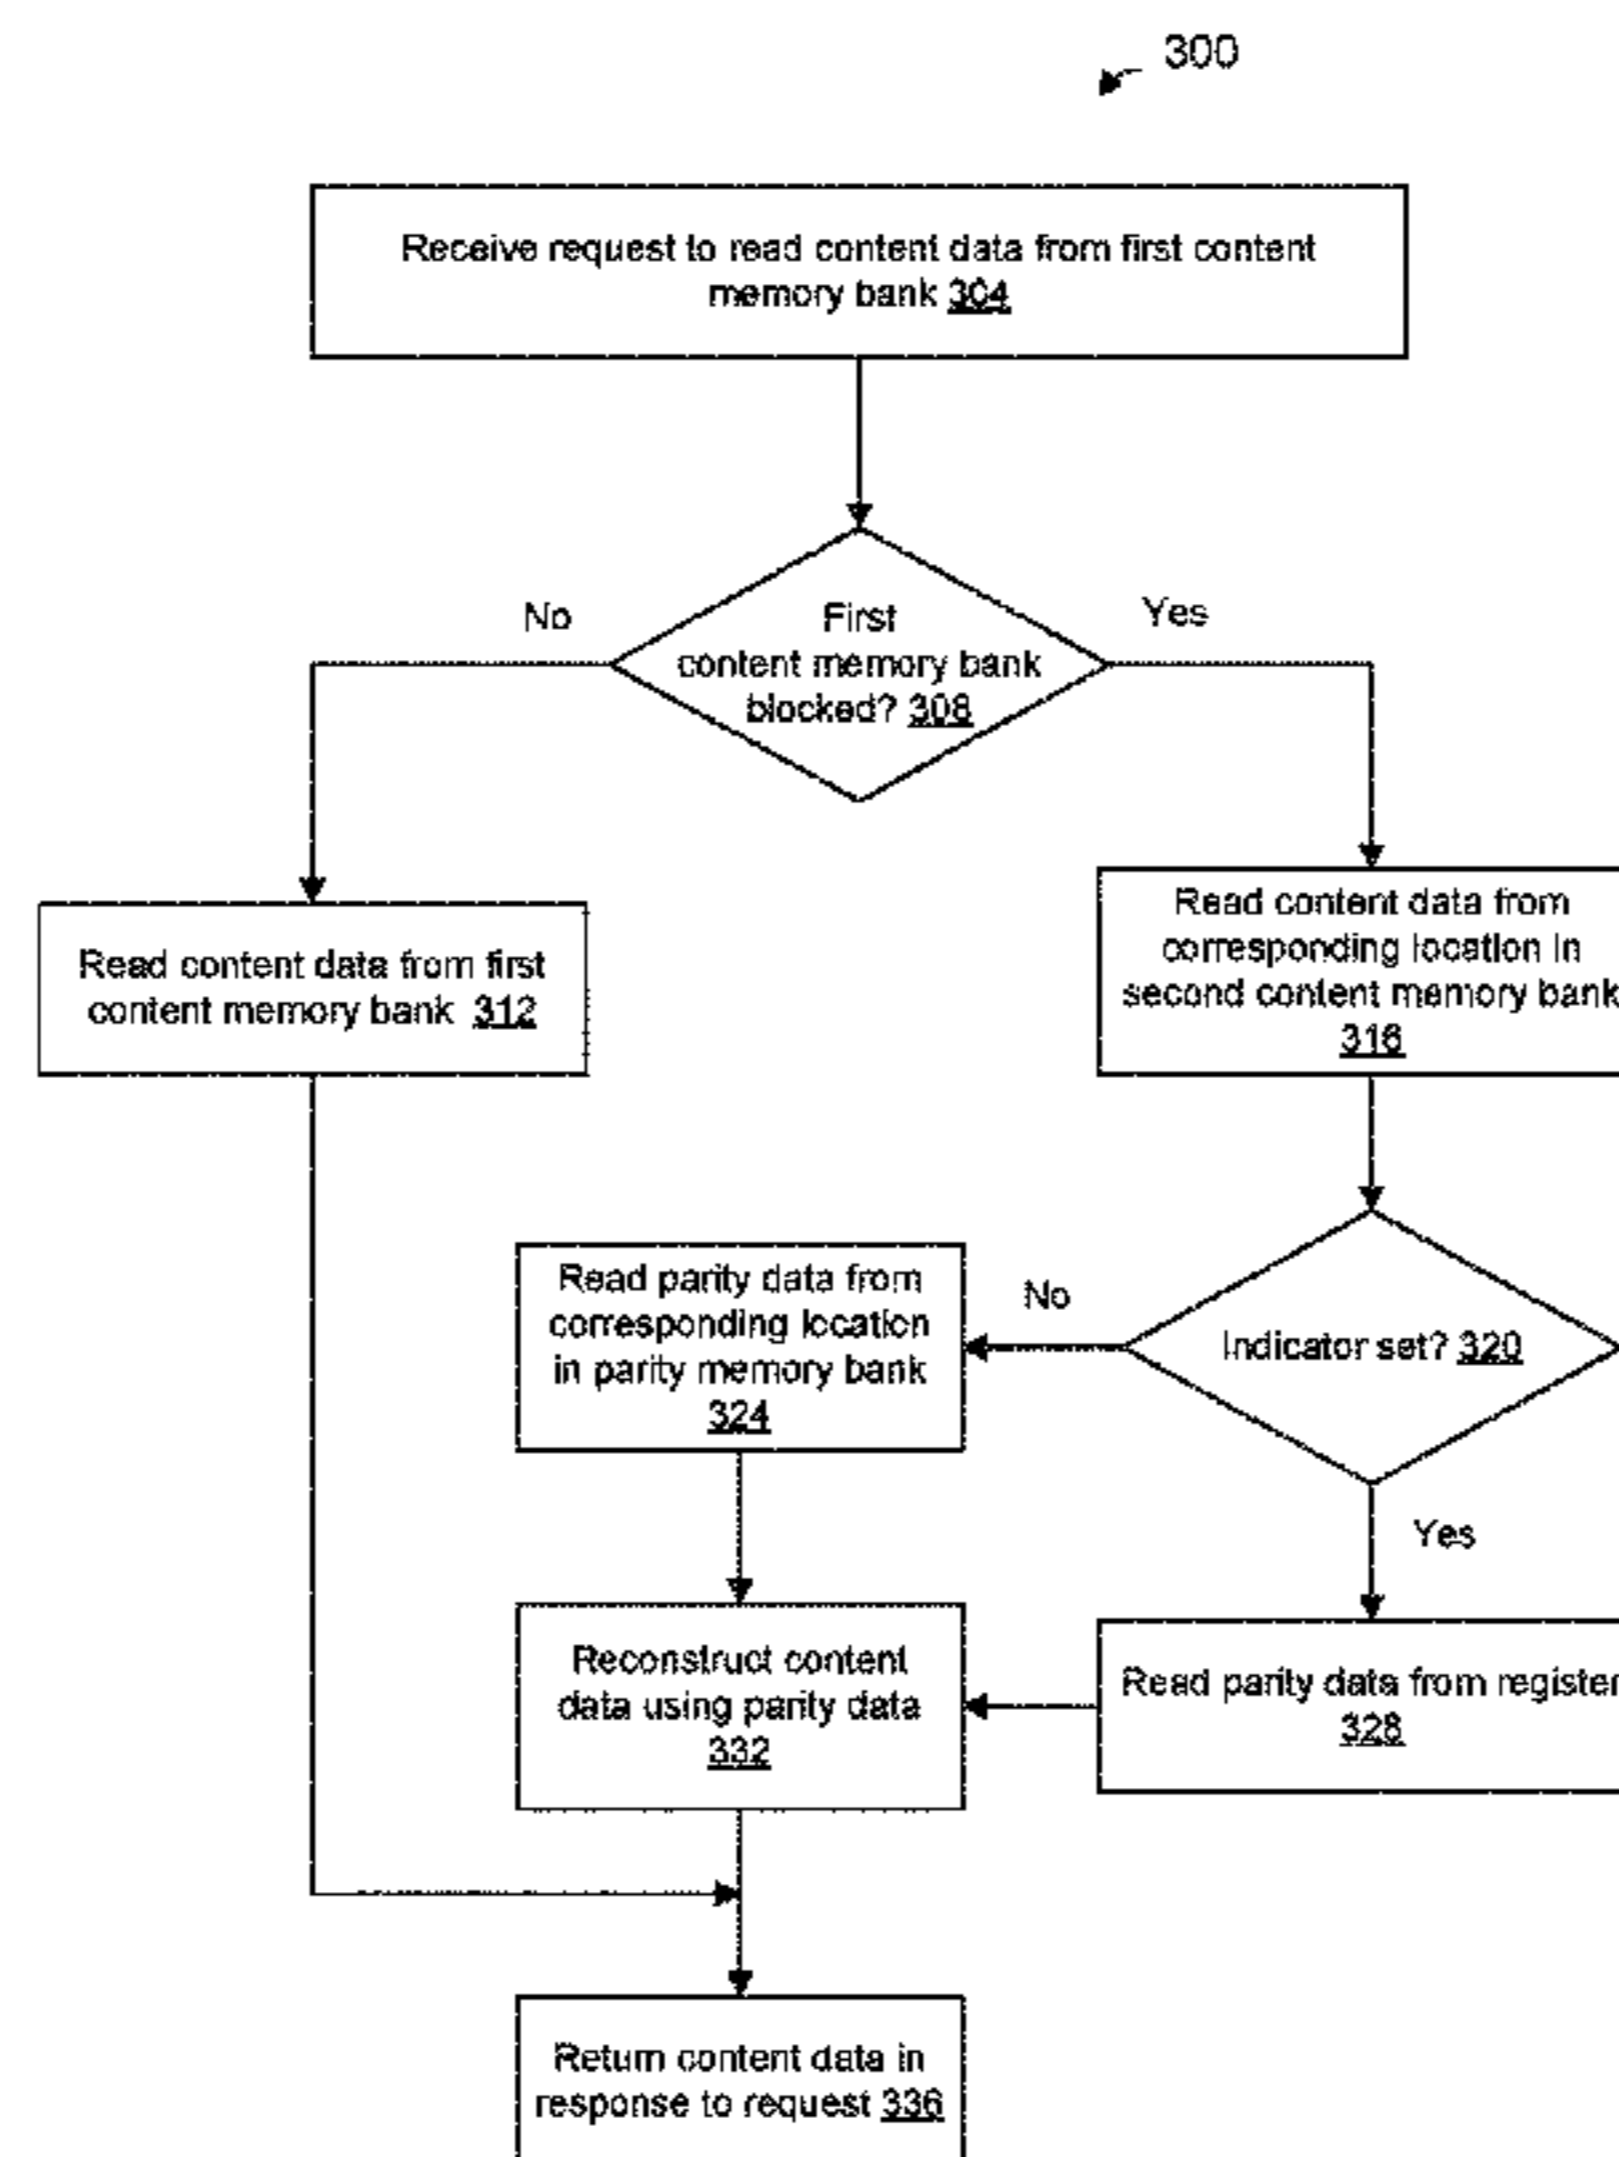 300
Receive request to read content data from first content
memory bank 304
No
First
content memory bank
blocked? 308
Yes
Read content data from first
content memory bank 312
Read content data from
corresponding location in
second content memory bank
316
Read parity data from
corresponding location
in parity memory bank
324
No
Indicator set? 320
Yes
Reconstruct content
data using parity data
332
Read parity data from register
328
Return content data in
response to request 336